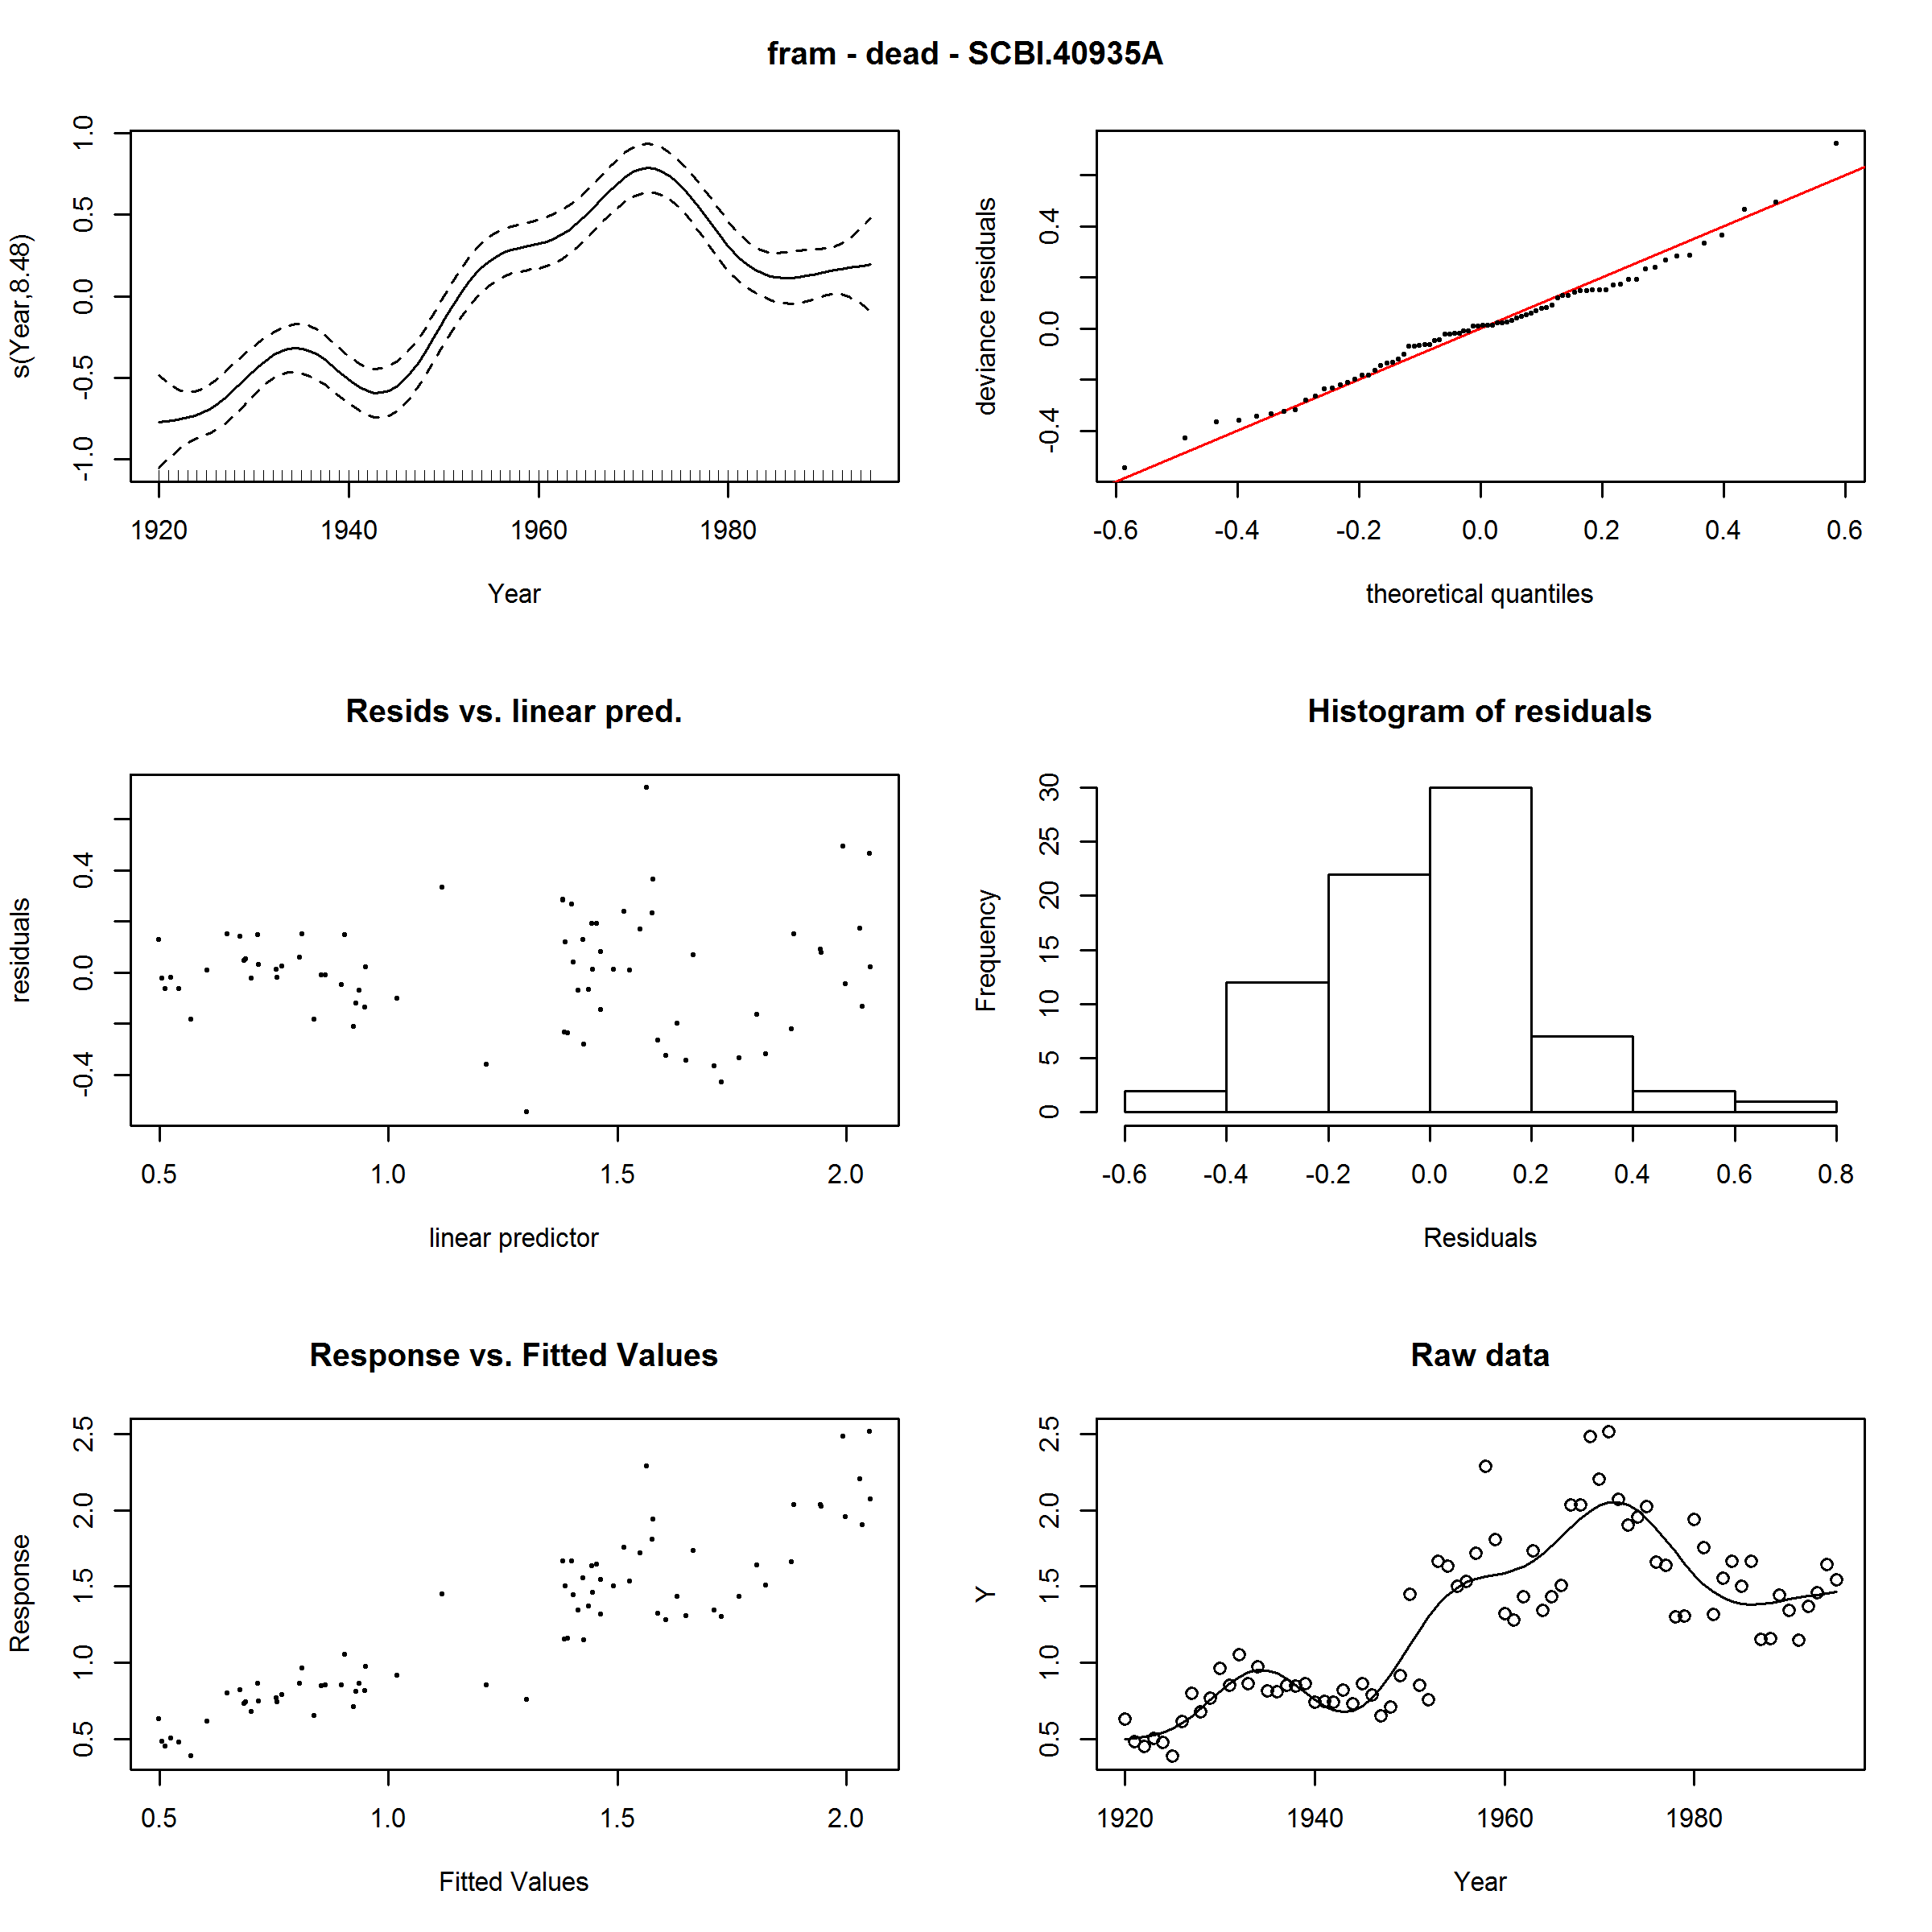 fram - dead - SCBI.40935A
s(Year,8.48)
-1.0 -0.5 0.0 0.5 1.0
1920 1940 1960 1980
Year
deviance residuals
-0.4 0.0 0.4
-0.6 -0.4 -0.2 0.0 0.2 0.4 0.6
theoretical quantiles
Resids vs. linear pred.
residuals
-0.4 0.0 0.4
0.5 1.0 1.5 2.0
linear predictor
Histogram of residuals
Frequency
0 5 10 15 20 25 30
-0.6 -0.4 -0.2 0.0 0.2 0.4 0.6 0.8
Residuals
Response vs. Fitted Values
Response
0.5 1.0 1.5 2.0 2.5
0.5 1.0 1.5 2.0
Fitted Values
Raw data
Y
0.5 1.0 1.5 2.0 2.5
1920 1940 1960 1980
Year